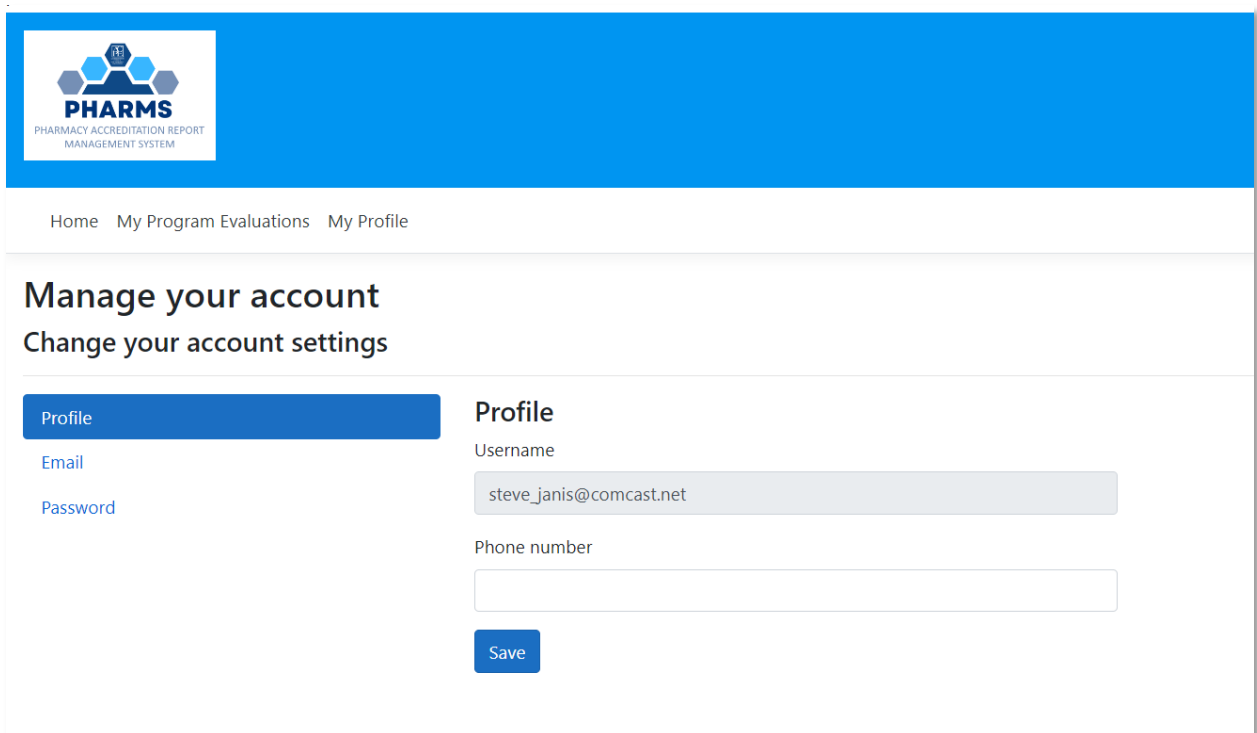 PHARMS
PHARMACY ACCREDITATION REPORT
MANAGEMENT SYSTEM
Home My Program Evaluations My Profile
Manage your account
Change your account settings
Profile
Email
Password
Profile
Username
steve_janis@comcast.net
Phone number
Save